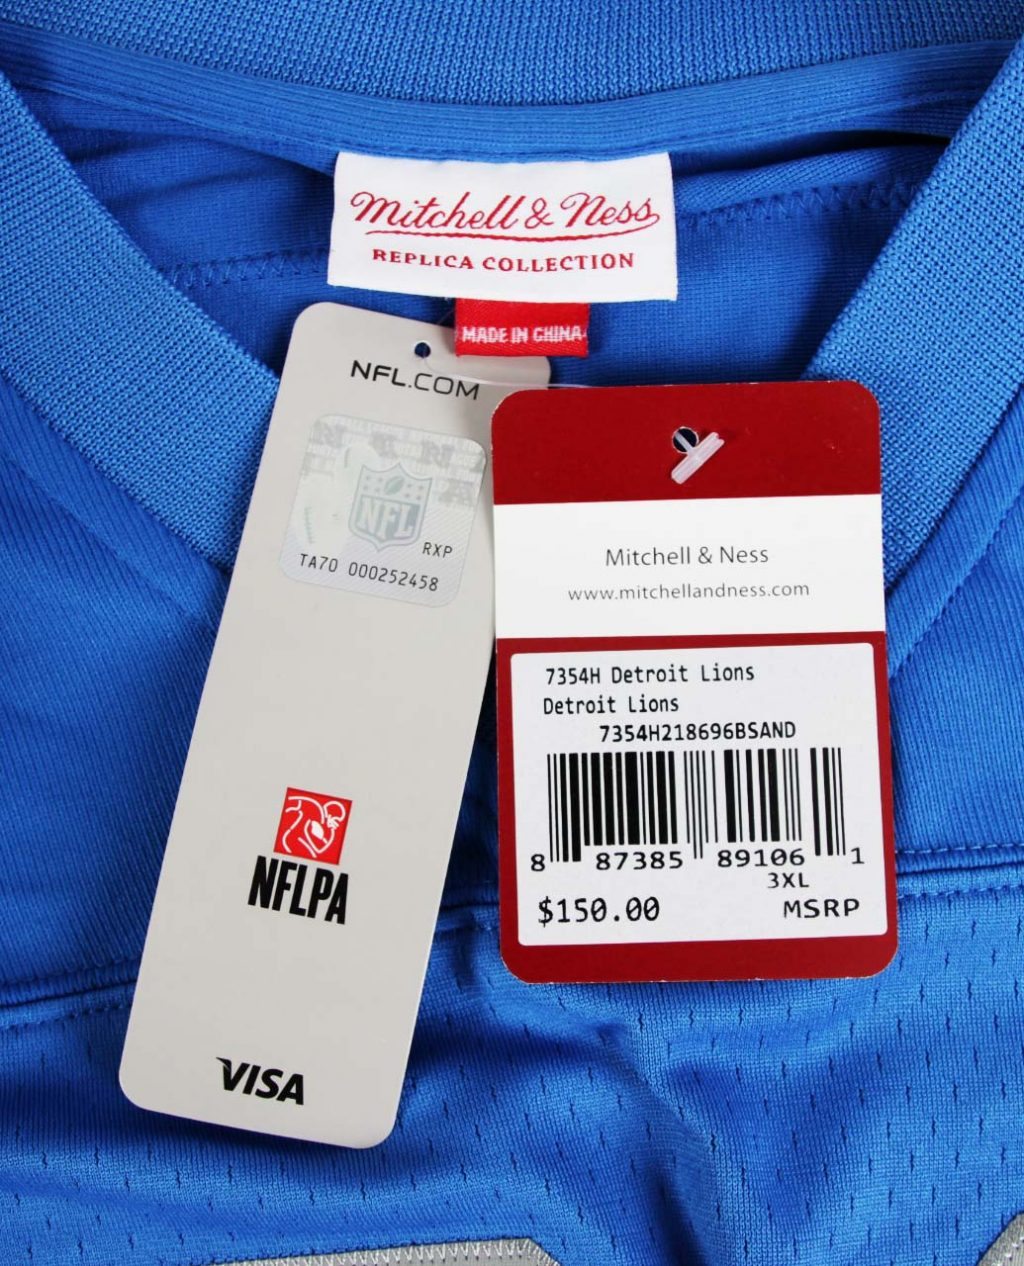 Mitchell & Ness
REPLICA COLLECTION
MADE IN CHINA
NFL.COM
NFL
RXP
TA70 000252458
NFLPA
VISA
Mitchell & Ness
www.mitchellandness.com
7354H Detroit Lions
Detroit Lions
7354H218696BSAND
8 87385 89106 1
3XL
$150.00 MSRP